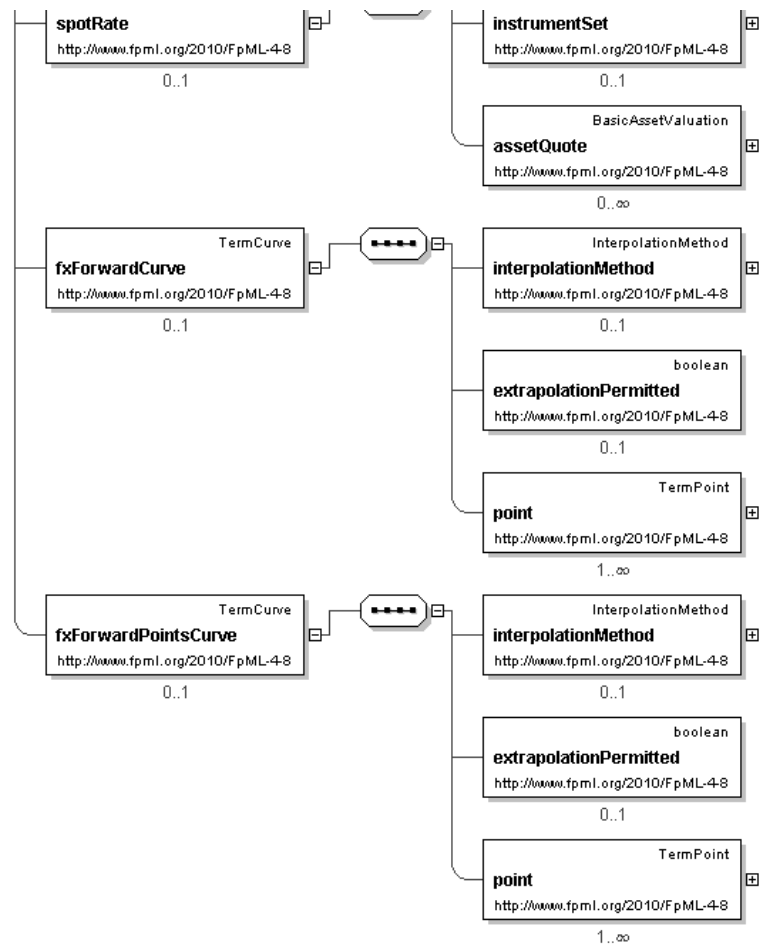 spotRate
http://www.fpml.org/2010/FpML-4-8
0..1
instrumentSet
http://www.fpml.org/2010/FpML-4-8
0..1
BasicAssetValuation
assetQuote
http://www.fpml.org/2010/FpML-4-8
0..∞
TermCurve
fxForwardCurve
http://www.fpml.org/2010/FpML-4-8
0..1
InterpolationMethod
interpolationMethod
http://www.fpml.org/2010/FpML-4-8
0..1
boolean
extrapolationPermitted
http://www.fpml.org/2010/FpML-4-8
0..1
TermPoint
point
http://www.fpml.org/2010/FpML-4-8
1..∞
TermCurve
fxForwardPointsCurve
http://www.fpml.org/2010/FpML-4-8
0..1
InterpolationMethod
interpolationMethod
http://www.fpml.org/2010/FpML-4-8
0..1
boolean
extrapolationPermitted
http://www.fpml.org/2010/FpML-4-8
0..1
TermPoint
point
http://www.fpml.org/2010/FpML-4-8
1..∞